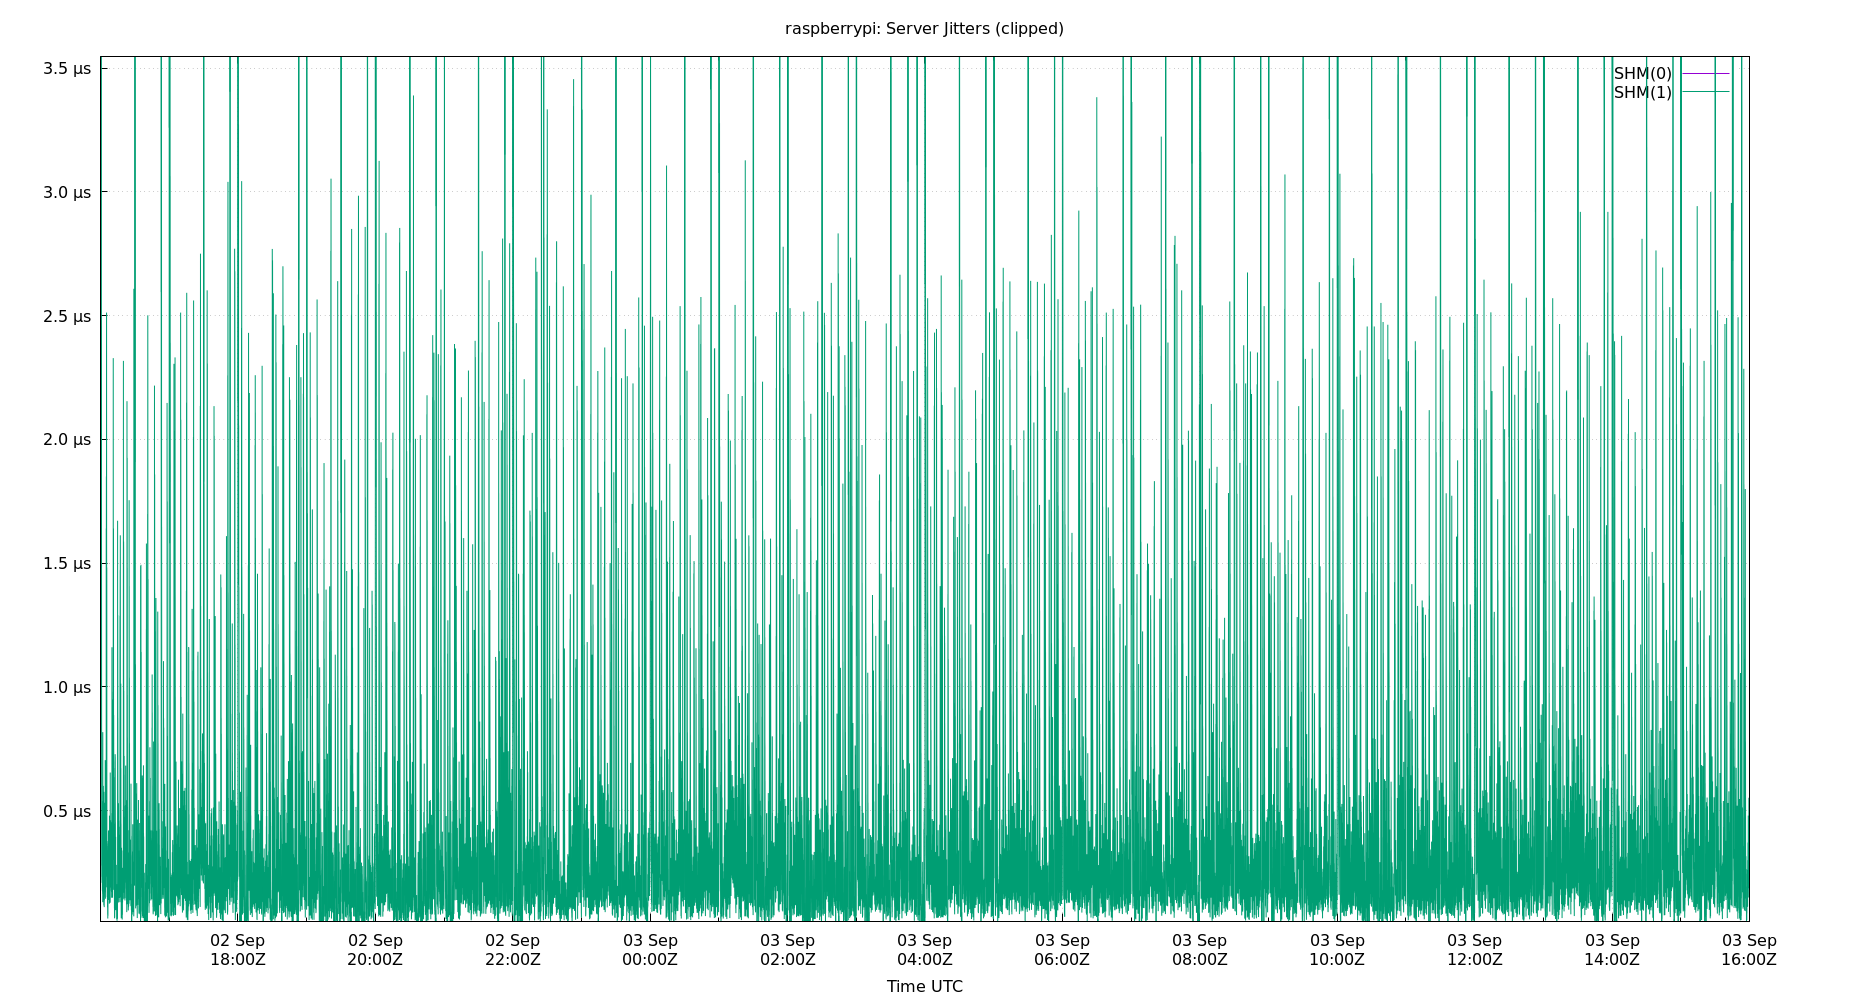 raspberrypi: Server Jitters (clipped)
3.5 µs
3.0 µs
2.5 µs
2.0 µs
1.5 µs
1.0 µs
0.5 µs
SHM(0)
SHM(1)
02 Sep 02 Sep 02 Sep 03 Sep 03 Sep 03 Sep 03 Sep 03 Sep 03 Sep 03 Sep 03 Sep 03 Sep
18:00Z 20:00Z 22:00Z 00:00Z 02:00Z 04:00Z 06:00Z 08:00Z 10:00Z 12:00Z 14:00Z 16:00Z
Time UTC